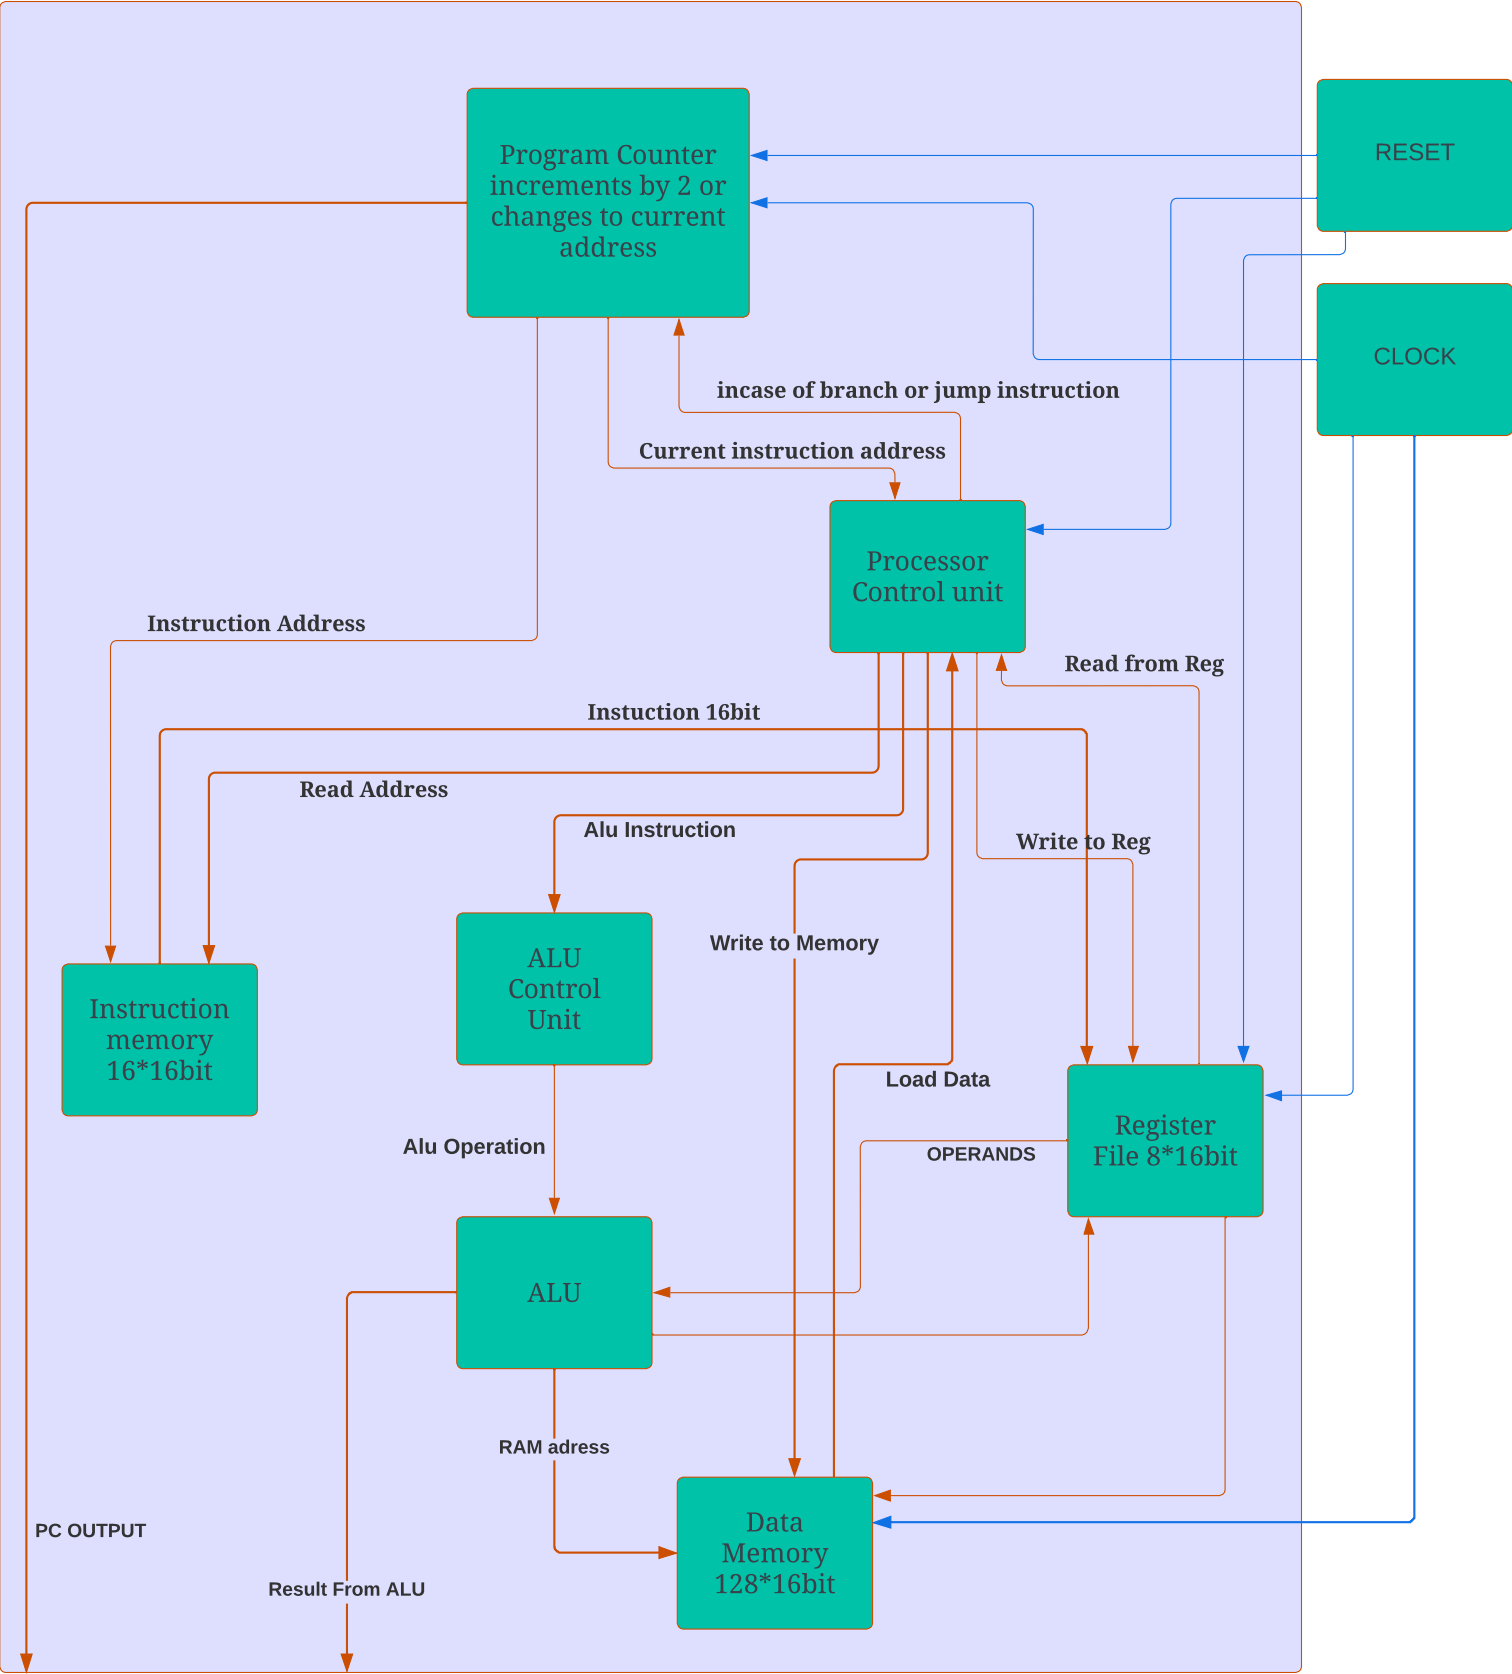 Program Counter
increments by 2 or
changes to current
address
RESET
CLOCK
incase of branch or jump instruction
Current instruction address
Processor
Control unit
Instruction Address
Read from Reg
Instuction 16bit
Read Address
Alu Instruction
Write to Reg
Write to Memory
ALU
Control
Unit
Instruction
memory
16*16bit
Load Data
Register
File 8*16bit
Alu Operation
OPERANDS
ALU
RAM adress
Data
Memory
128*16bit
PC OUTPUT
Result From ALU